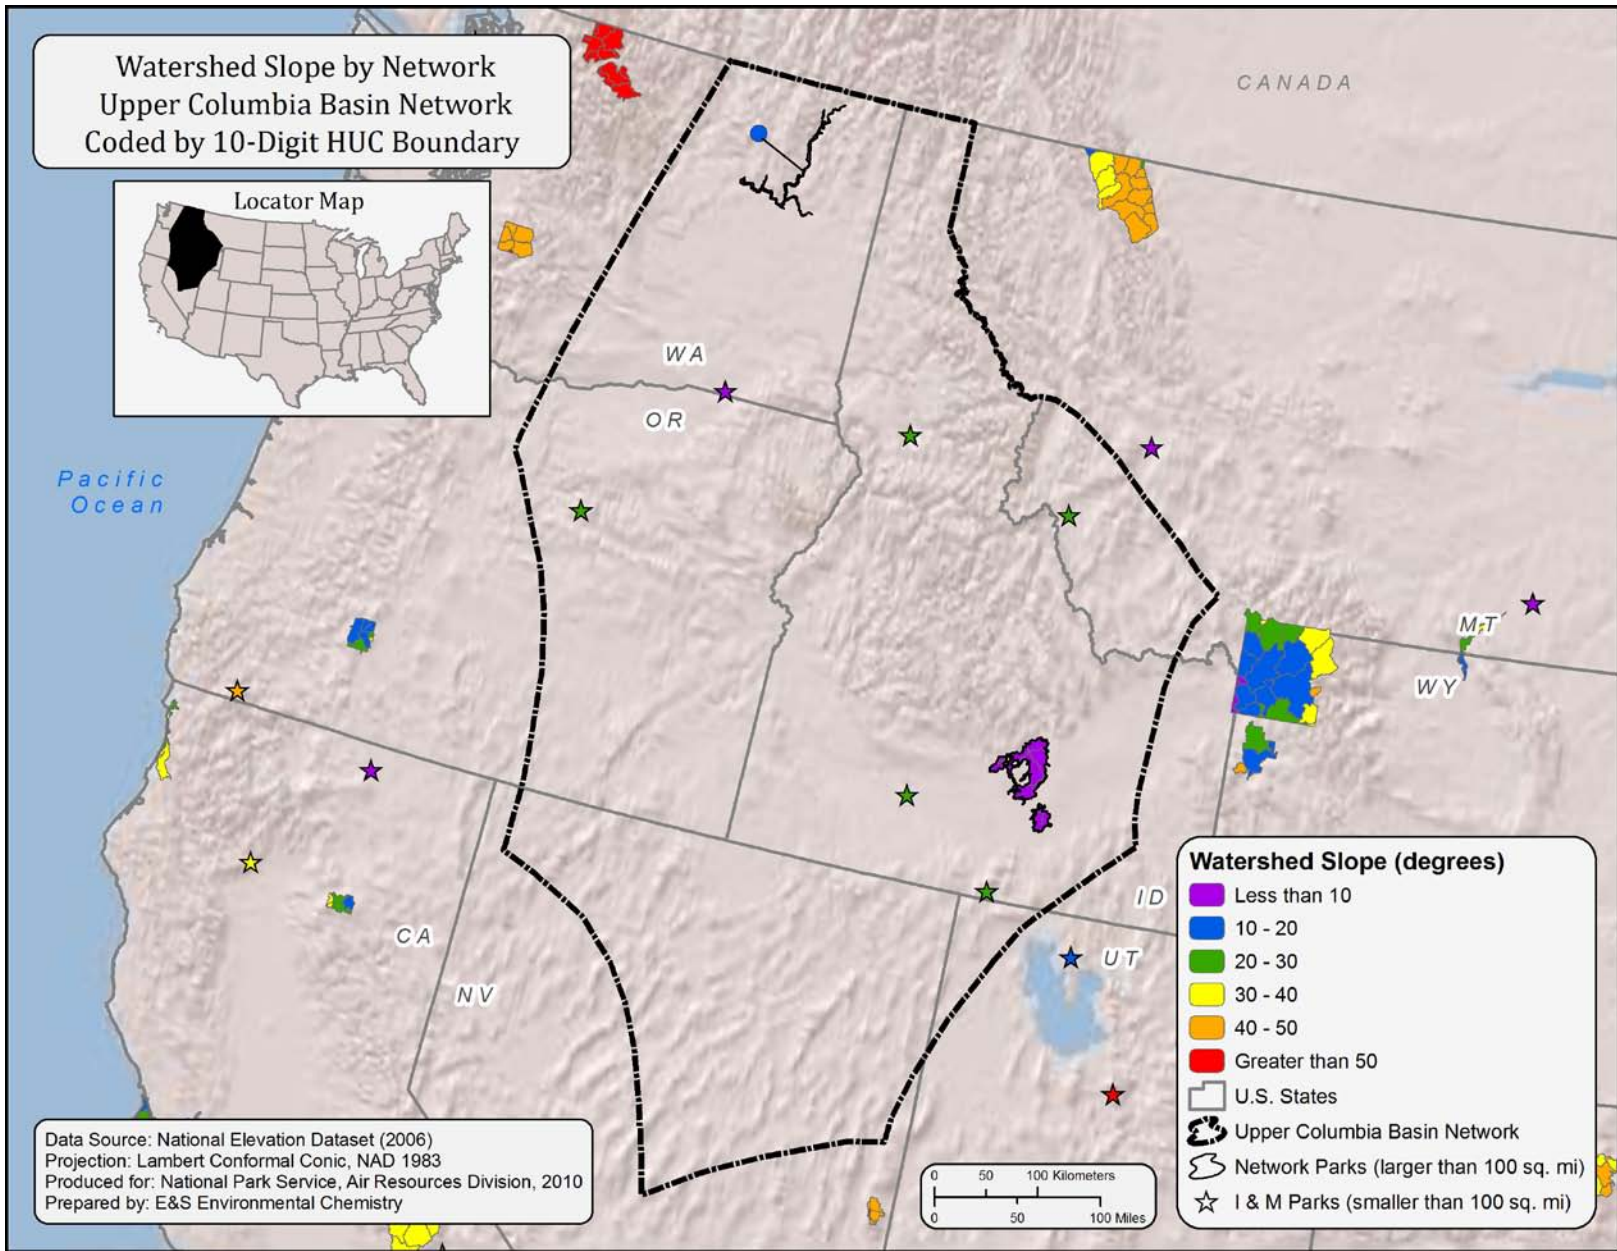 Watershed Slope by Network
Upper Columbia Basin Network
Coded by 10-Digit HUC Boundary
Locator Map
CANADA
WA
OR
Pacific
Ocean
MT
WY
ID
UT
CA
NV
Watershed Slope (degrees)
Less than 10
10 - 20
20 - 30
30 - 40
40 - 50
Greater than 50
U.S. States
Upper Columbia Basin Network
Network Parks (larger than 100 sq. mi)
I & M Parks (smaller than 100 sq. mi)
Data Source: National Elevation Dataset (2006)
Projection: Lambert Conformal Conic, NAD 1983
Produced for: National Park Service, Air Resources Division, 2010
Prepared by: E&S Environmental Chemistry
0 50 100 Kilometers
0 50 100 Miles